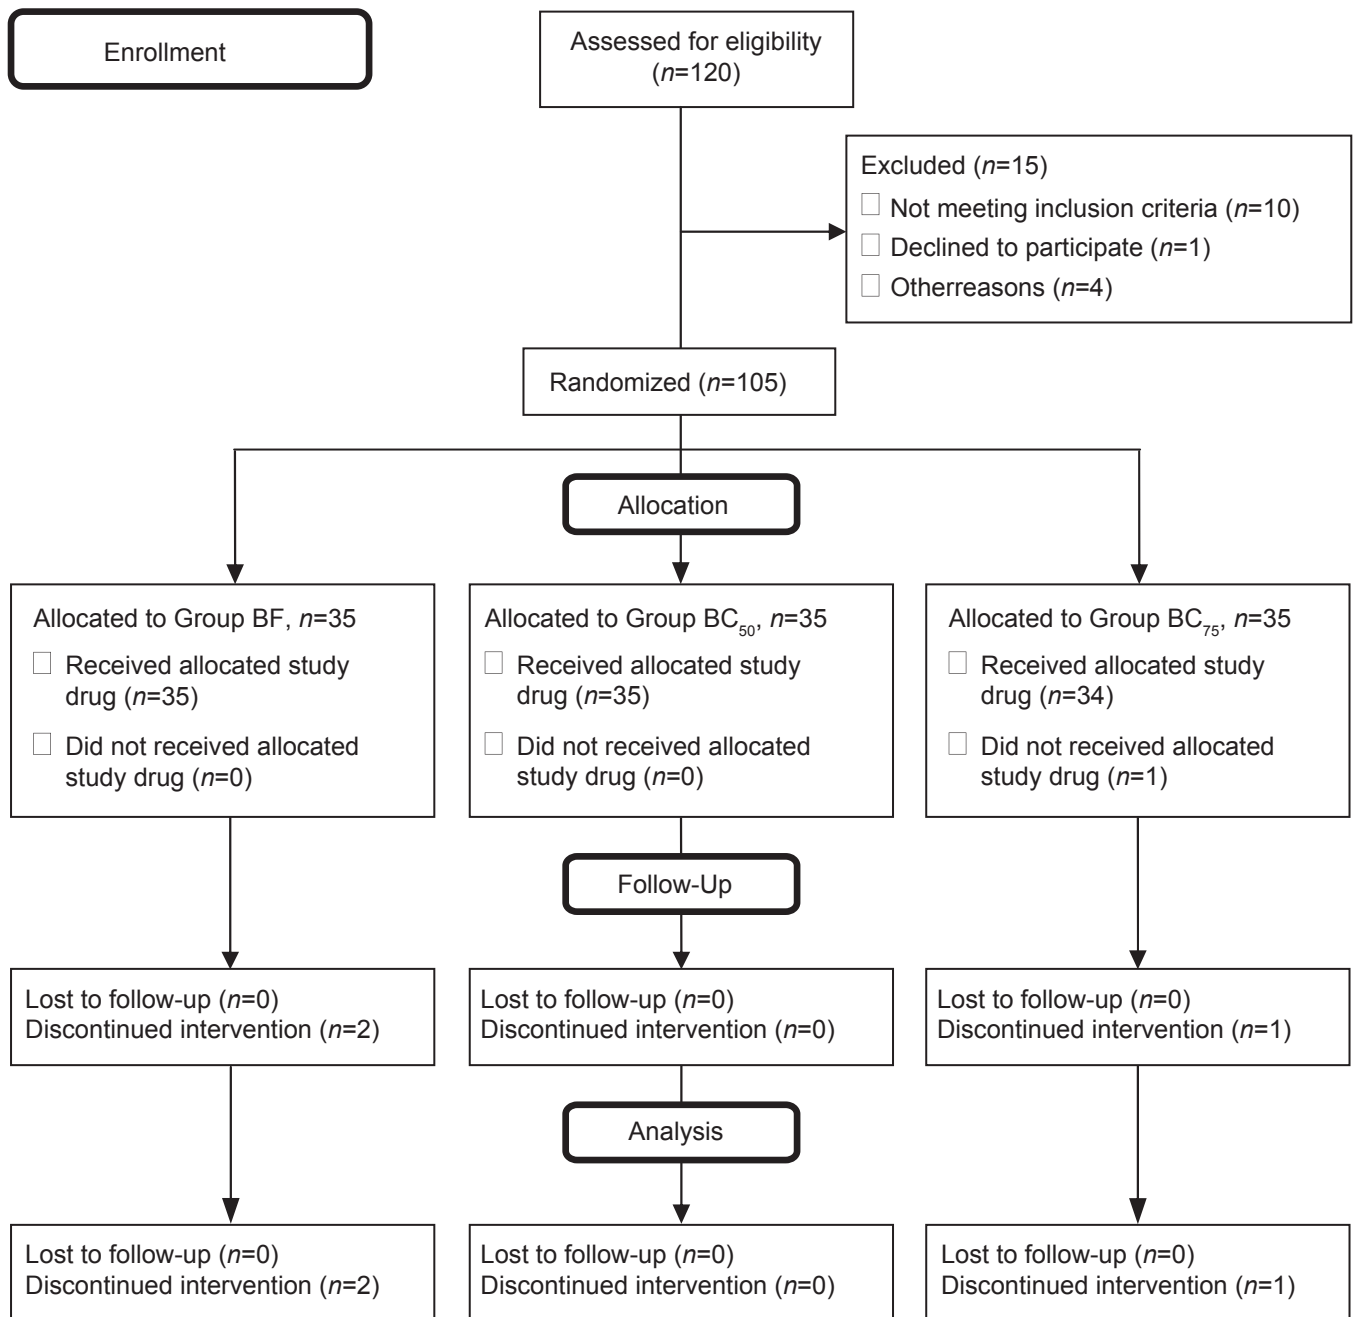 Enrollment
Assessed for eligibility
(n=120)
Excluded (n=15)
Not meeting inclusion criteria (n=10)
Declined to participate (n=1)
Otherreasons (n=4)
Randomized (n=105)
Allocation
Allocated to Group BF, n=35
Received allocated study
drug (n=35)
Did not received allocated
study drug (n=0)
Allocated to Group BC50, n=35
Received allocated study
drug (n=35)
Did not received allocated
study drug (n=0)
Allocated to Group BC75, n=35
Received allocated study
drug (n=34)
Did not received allocated
study drug (n=1)
Follow-Up
Lost to follow-up (n=0)
Discontinued intervention (n=2)
Lost to follow-up (n=0)
Discontinued intervention (n=0)
Lost to follow-up (n=0)
Discontinued intervention (n=1)
Analysis
Lost to follow-up (n=0)
Discontinued intervention (n=2)
Lost to follow-up (n=0)
Discontinued intervention (n=0)
Lost to follow-up (n=0)
Discontinued intervention (n=1)